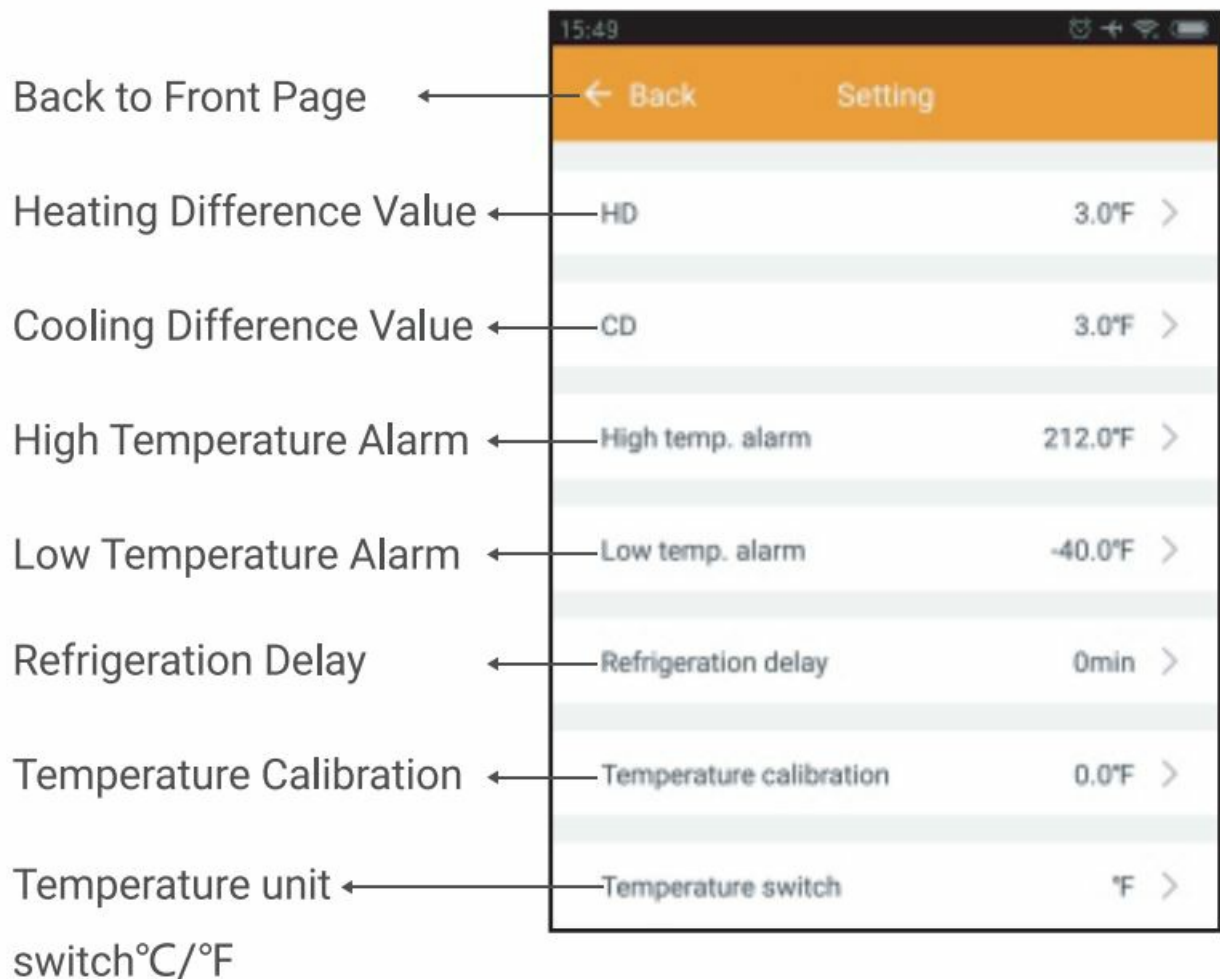 15:49
Back to Front Page
← Back Setting
Heating Difference Value
HD 3.0°F >
Cooling Difference Value
CD 3.0°F >
High Temperature Alarm
High temp. alarm 212.0°F >
Low Temperature Alarm
Low temp. alarm -40.0°F >
Refrigeration Delay
Refrigeration delay 0min >
Temperature Calibration
Temperature calibration 0.0°F >
Temperature unit
Temperature switch °F >
switch℃/°F